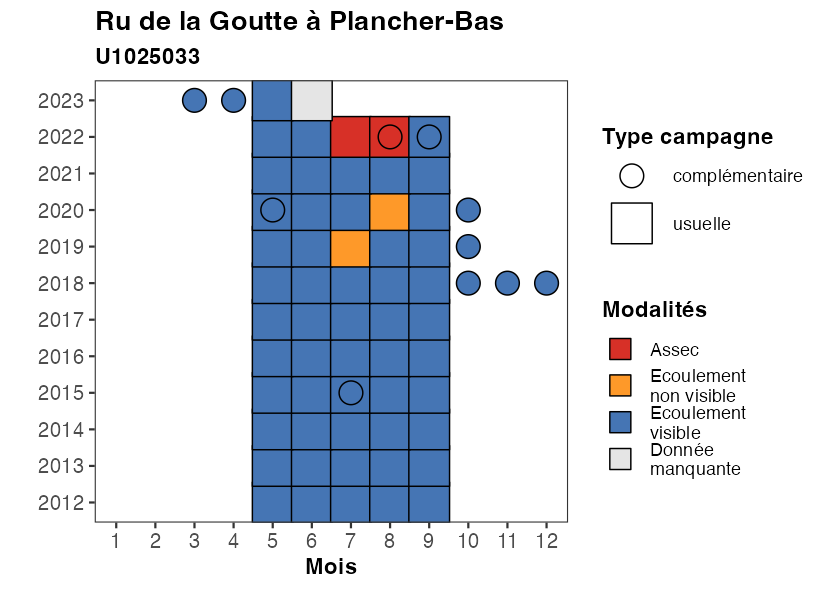 Ru de la Goutte à Plancher-Bas
U1025033
2023
2022
2021
2020
2019
2018
2017
2016
2015
2014
2013
2012
1 2 3 4 5 6 7 8 9 10 11 12
Mois
Type campagne
complémentaire
usuelle
Modalités
Assec
Ecoulement
non visible
Ecoulement
visible
Donnée
manquante